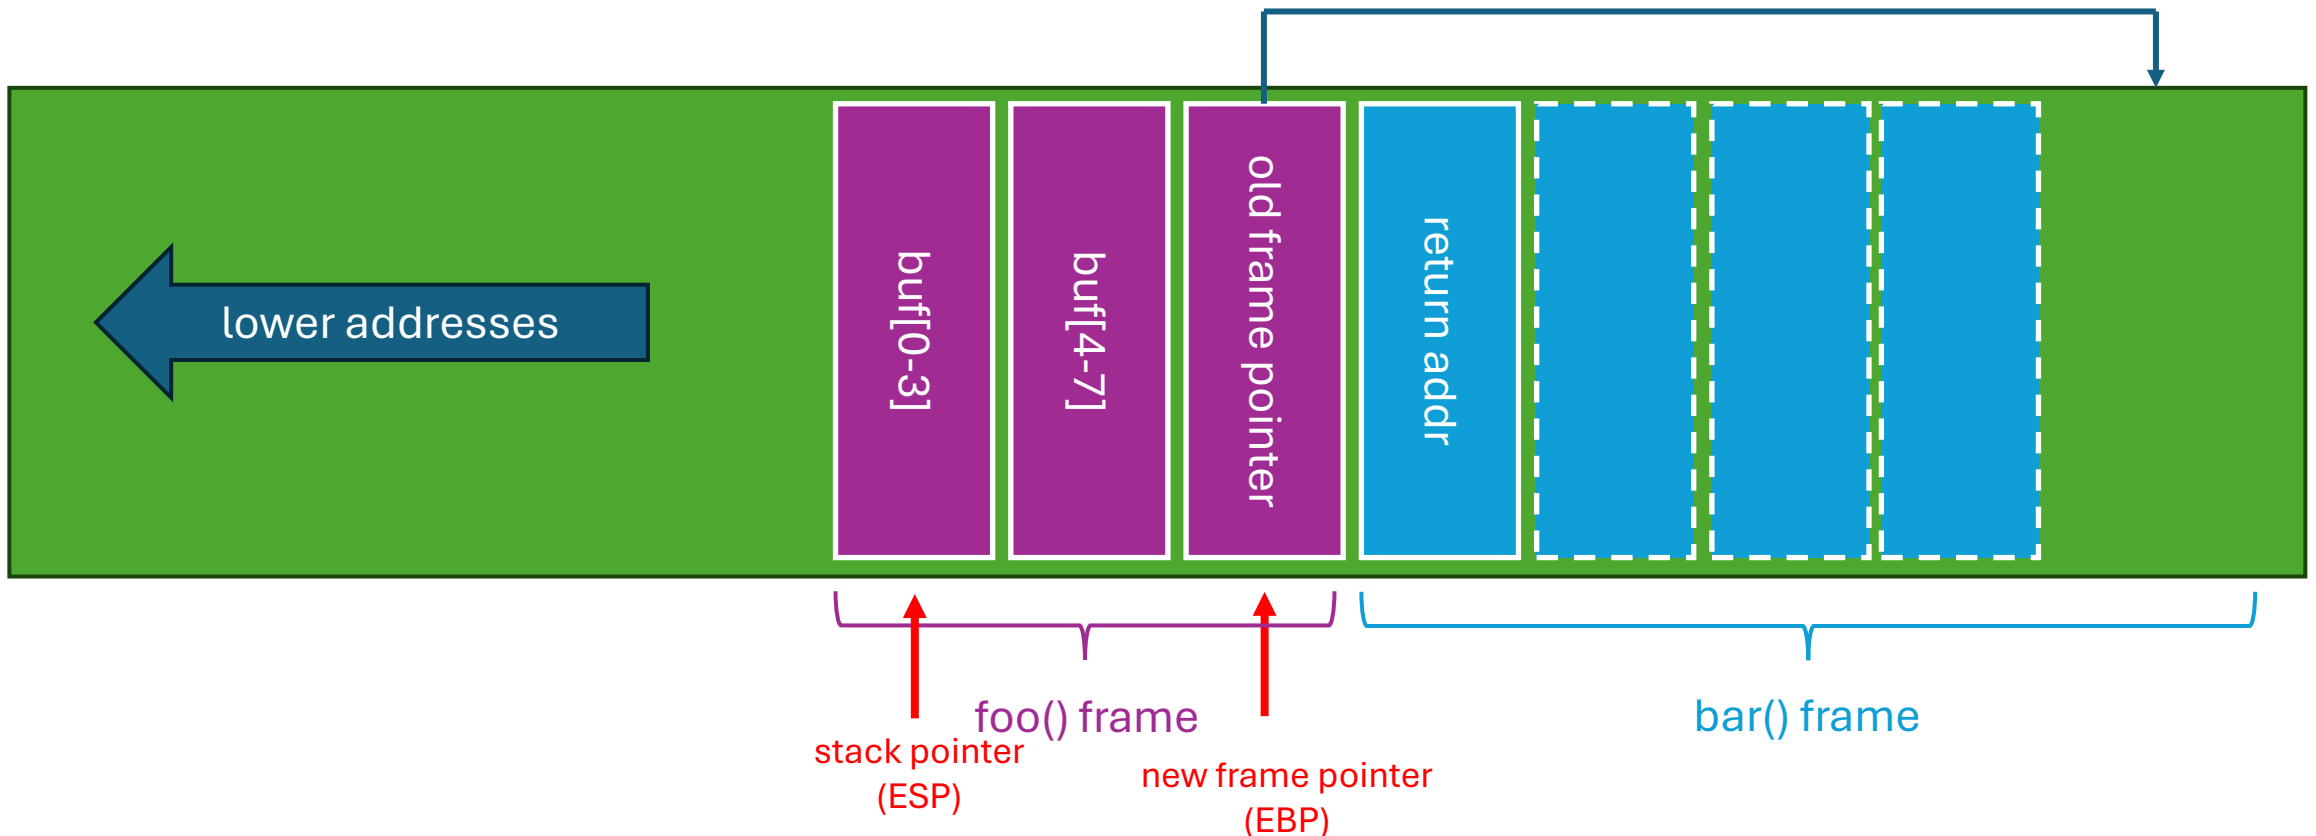 lower addresses
buf[0-3]
buf[4-7]
old frame pointer
return addr
foo() frame
bar() frame
stack pointer
(ESP)
new frame pointer
(EBP)